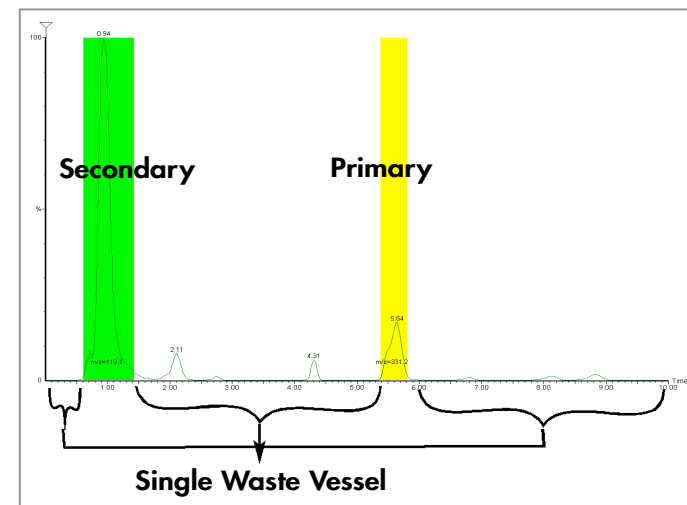 0.94
100
Secondary
Primary
%
5.64
2.11
4.31
m/z=119.1
m/z=331.2
0
Time
1.00 2.00 3.00 4.00 5.00 6.00 7.00 8.00 9.00 10.00
Single Waste Vessel